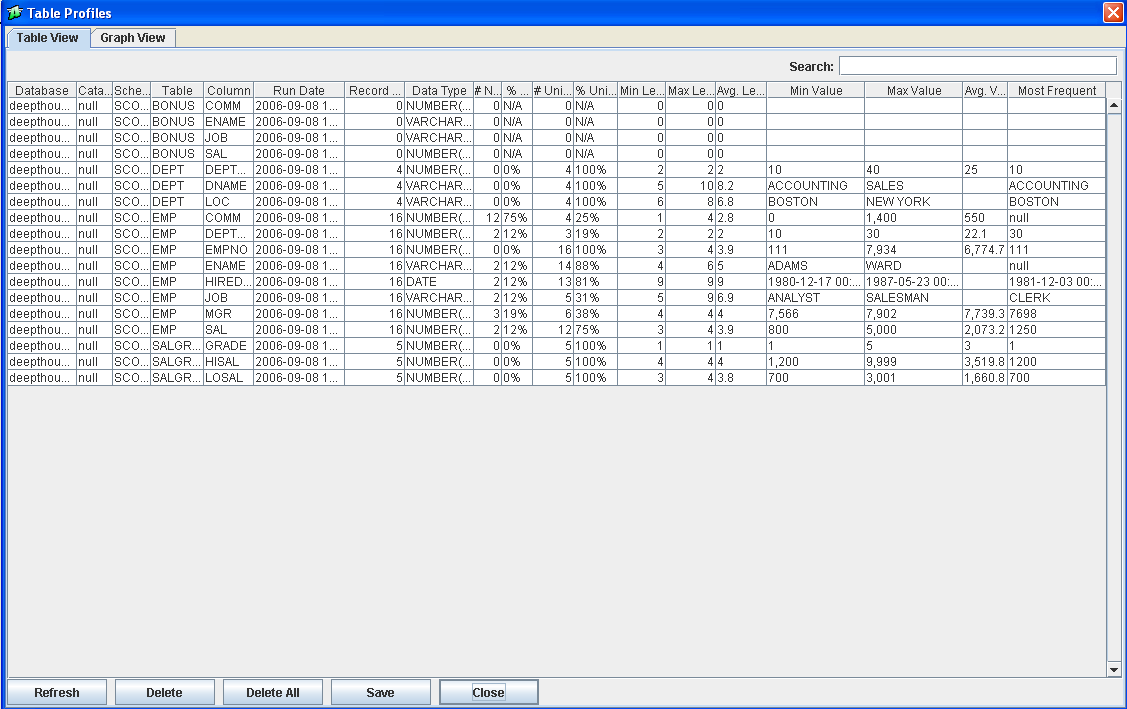 Table Profiles
Table View Graph View
Search:
Database Cata... Sche... Table Column Run Date Record ... Data Type # N... % ... # Uni... % Uni... Min Le... Max Le... Avg. Le... Min Value Max Value Avg. V... Most Frequent
deepthou... null SCO... BONUS COMM 2006-09-08 1... 0 NUMBER(... 0 N/A 0 N/A 0 0 0
deepthou... null SCO... BONUS ENAME 2006-09-08 1... 0 VARCHAR... 0 N/A 0 N/A 0 0 0
deepthou... null SCO... BONUS JOB 2006-09-08 1... 0 VARCHAR... 0 N/A 0 N/A 0 0 0
deepthou... null SCO... BONUS SAL 2006-09-08 1... 0 NUMBER(... 0 N/A 0 N/A 0 0 0
deepthou... null SCO... DEPT DEPT... 2006-09-08 1... 4 NUMBER(... 0 0% 4 100% 2 2 2 10 40 25 10
deepthou... null SCO... DEPT DNAME 2006-09-08 1... 4 VARCHAR... 0 0% 4 100% 5 10 8.2 ACCOUNTING SALES ACCOUNTING
deepthou... null SCO... DEPT LOC 2006-09-08 1... 4 VARCHAR... 0 0% 4 100% 6 8 6.8 BOSTON NEW YORK BOSTON
deepthou... null SCO... EMP COMM 2006-09-08 1... 16 NUMBER(... 12 75% 4 25% 1 4 2.8 0 1,400 550 null
deepthou... null SCO... EMP DEPT... 2006-09-08 1... 16 NUMBER(... 2 12% 3 19% 2 2 2 10 30 22.1 30
deepthou... null SCO... EMP EMPNO 2006-09-08 1... 16 NUMBER(... 0 0% 16 100% 3 4 3.9 111 7,934 6,774.7 111
deepthou... null SCO... EMP ENAME 2006-09-08 1... 16 VARCHAR... 2 12% 14 88% 4 6 5 ADAMS WARD null
deepthou... null SCO... EMP HIRED... 2006-09-08 1... 16 DATE 2 12% 13 81% 9 9 9 1980-12-17 00:... 1987-05-23 00:... 1981-12-03 00:...
deepthou... null SCO... EMP JOB 2006-09-08 1... 16 VARCHAR... 2 12% 5 31% 5 9 6.9 ANALYST SALESMAN CLERK
deepthou... null SCO... EMP MGR 2006-09-08 1... 16 NUMBER(... 3 19% 6 38% 4 4 4 7,566 7,902 7,739.3 7698
deepthou... null SCO... EMP SAL 2006-09-08 1... 16 NUMBER(... 2 12% 12 75% 3 4 3.9 800 5,000 2,073.2 1250
deepthou... null SCO... SALGR... GRADE 2006-09-08 1... 5 NUMBER(... 0 0% 5 100% 1 1 1 1 5 3 1
deepthou... null SCO... SALGR... HISAL 2006-09-08 1... 5 NUMBER(... 0 0% 5 100% 4 4 4 1,200 9,999 3,519.8 1200
deepthou... null SCO... SALGR... LOSAL 2006-09-08 1... 5 NUMBER(... 0 0% 5 100% 3 4 3.8 700 3,001 1,660.8 700
Refresh Delete Delete All Save Close